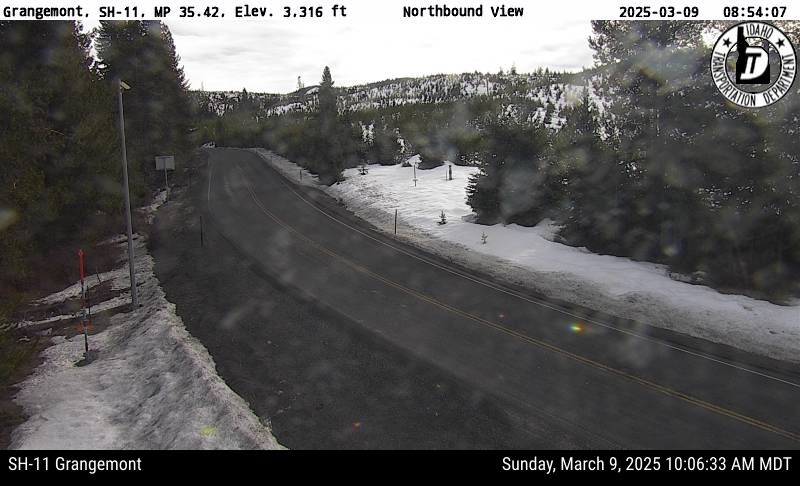 Grangemont, SH-11, MP 35.42, Elev. 3,316 ft Northbound View 2025-03-09 08:54:07
IDAHO TRANSPORTATION DEPARTMENT
SH-11 Grangemont Sunday, March 9, 2025 10:06:33 AM MDT